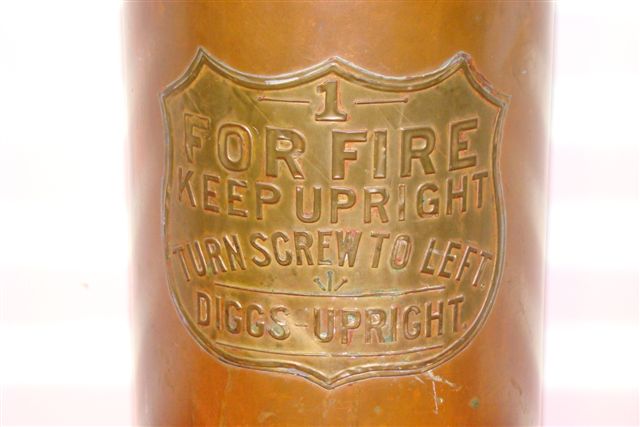 1
FOR FIRE
KEEP UPRIGHT
TURN SCREW TO LEFT.
DIGGS-UPRIGHT.